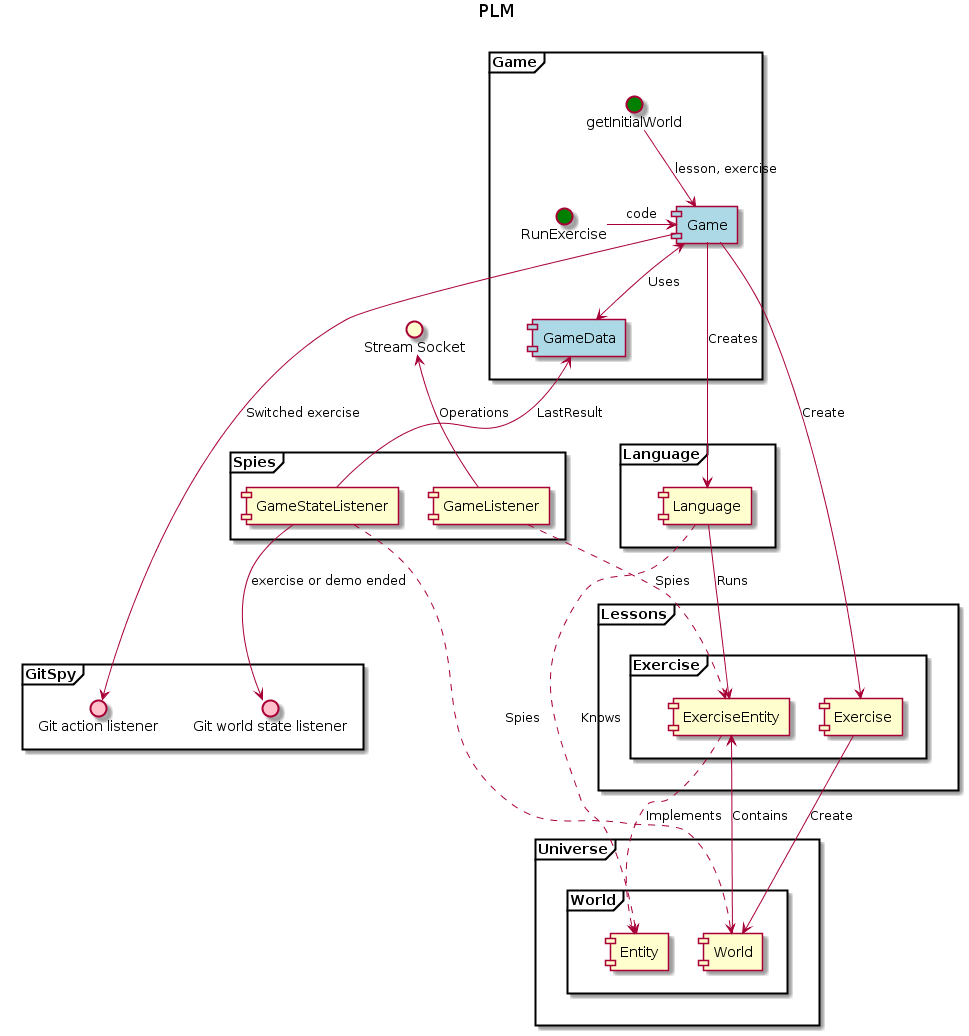 PLM
Game
getInitialWorld
lesson, exercise
code
RunExercise
Game
Uses
Stream Socket
GameData
Creates
Switched exercise
Operations
LastResult
Create
Spies
Language
GameStateListener
GameListener
Language
exercise or demo ended
Spies
Runs
Lessons
Exercise
GitSpy
Git action listener
Git world state listener
ExerciseEntity
Exercise
Spies
Knows
Implements
Contains
Create
Universe
World
Entity
World